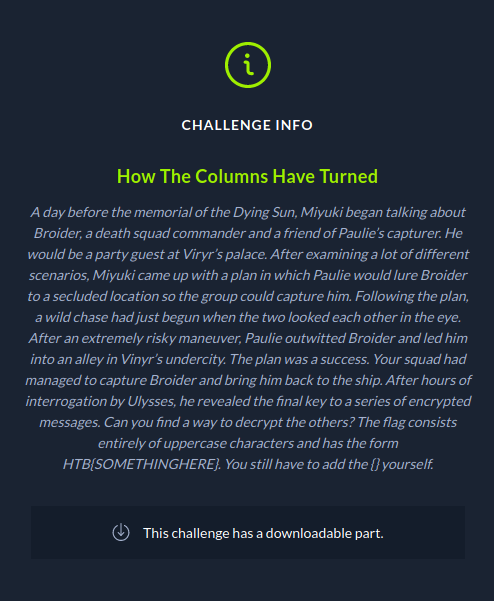 CHALLENGE INFO
How The Columns Have Turned
A day before the memorial of the Dying Sun, Miyuki began talking about
Broider, a death squad commander and a friend of Paulie's capturer. He
would be a party guest at Viryr's palace. After examining a lot of different
scenarios, Miyuki came up with a plan in which Paulie would lure Broider
to a secluded location so the group could capture him. Following the plan,
a wild chase had just begun when the two looked each other in the eye.
After an extremely risky maneuver, Paulie outwitted Broider and led him
into an alley in Vinyr's undercity. The plan was a success. Your squad had
managed to capture Broider and bring him back to the ship. After hours of
interrogation by Ulysses, he revealed the final key to a series of encrypted
messages. Can you find a way to decrypt the others? The flag consists
entirely of uppercase characters and has the form
HTB{SOMETHINGHERE}. You still have to add the {} yourself.
This challenge has a downloadable part.